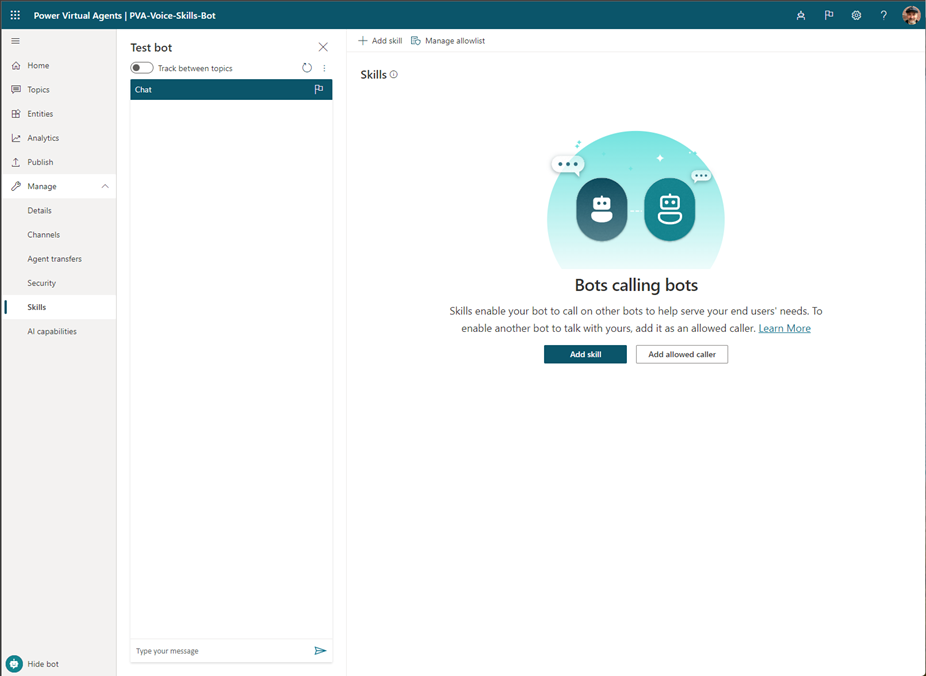 Power Virtual Agents | PVA-Voice-Skills-Bot
?
Home
Topics
Entities
Analytics
Publish
Manage
Details
Channels
Agent transfers
Security
Skills
AI capabilities
Hide bot
Test bot
Track between topics
Chat
Type your message
Add skill
Manage allowlist
Skills
Bots calling bots
Skills enable your bot to call on other bots to help serve your end users' needs. To
enable another bot to talk with yours, add it as an allowed caller. Learn More
Add skill
Add allowed caller